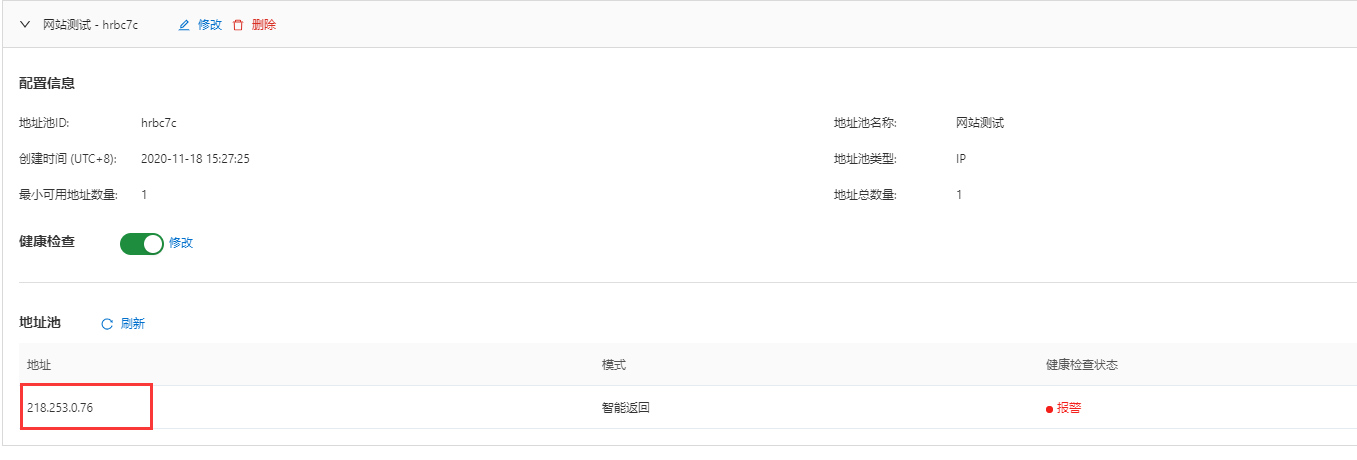 网站测试 - hrbc7c 修改 删除
配置信息
地址池ID: hrbc7c 地址池名称: 网站测试
创建时间 (UTC+8): 2020-11-18 15:27:25 地址池类型: IP
最小可用地址数量: 1 地址总数量: 1
健康检查 修改
地址池 刷新
地址 模式 健康检查状态
218.253.0.76 智能返回 报警